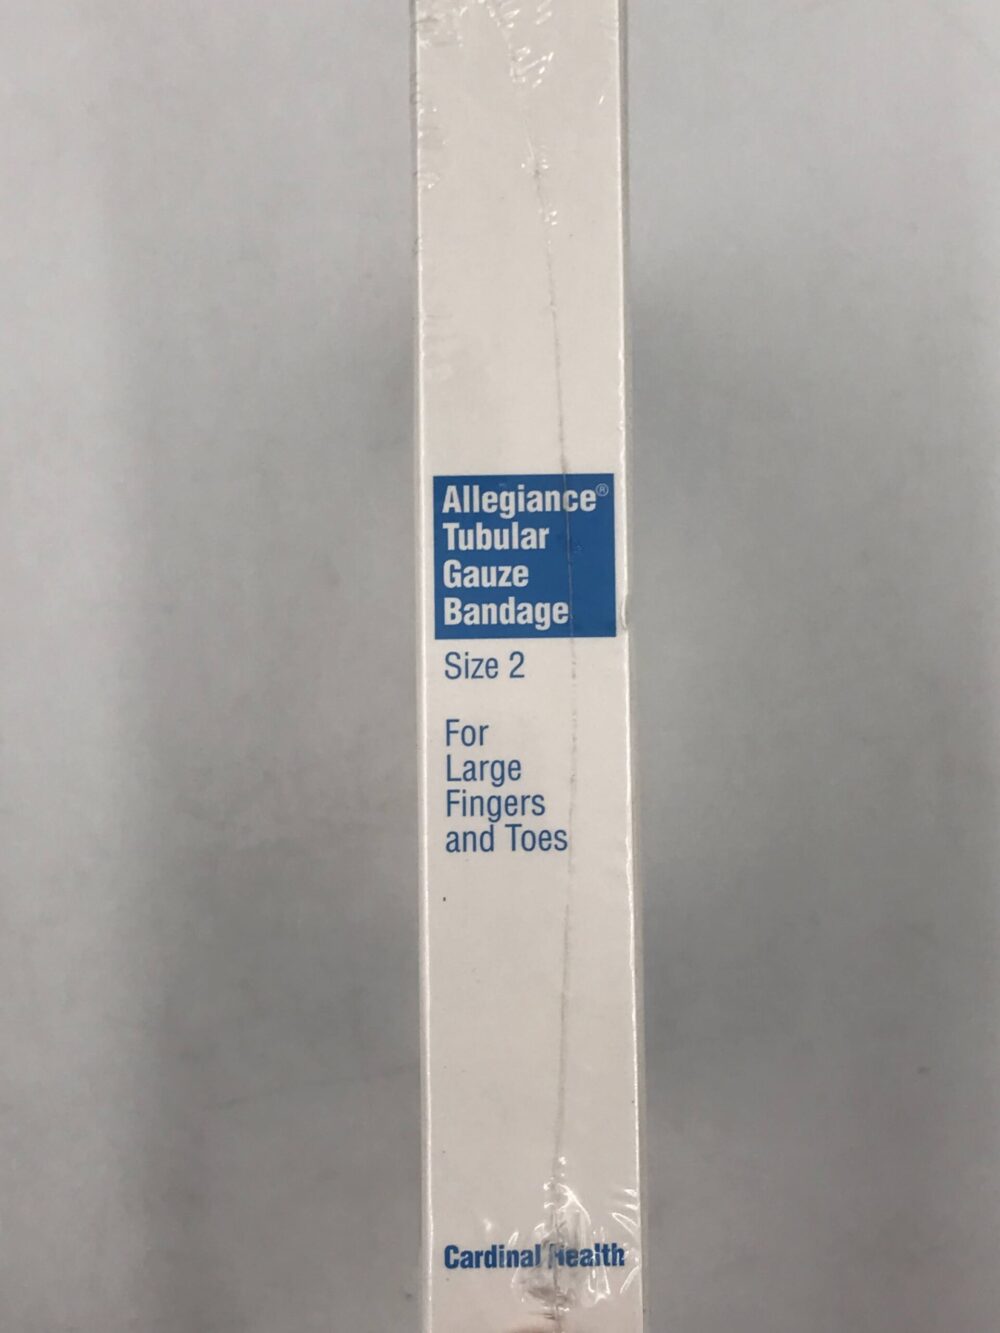 Allegiance®
Tubular
Gauze
Bandage
Size 2
For
Large
Fingers
and Toes
Cardinal Health